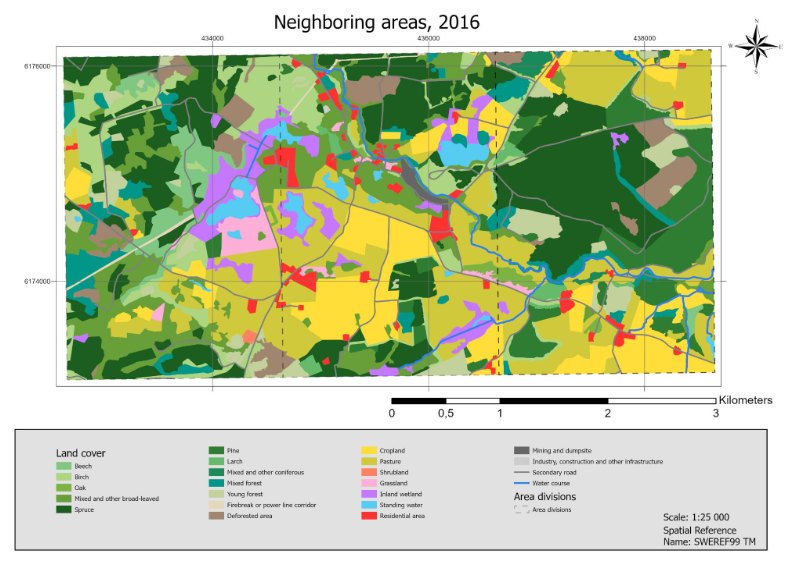 Neighboring areas, 2016
N
W
E
S
434000
436000
438000
6176000
6174000
Kilometers
0
0,5
1
2
3
Land cover
Beech
Birch
Oak
Mixed and other broad-leaved
Spruce
Pine
Larch
Mixed and other coniferous
Mixed forest
Young forest
Firebreak or power line corridor
Deforested area
Cropland
Pasture
Shrubland
Grassland
Inland wetland
Standing water
Residential area
Mining and dumpsite
Industry, construction and other infrastructure
Secondary road
Water course
Area divisions
Area divisions
Scale: 1:25 000
Spatial Reference
Name: SWEREF99 TM